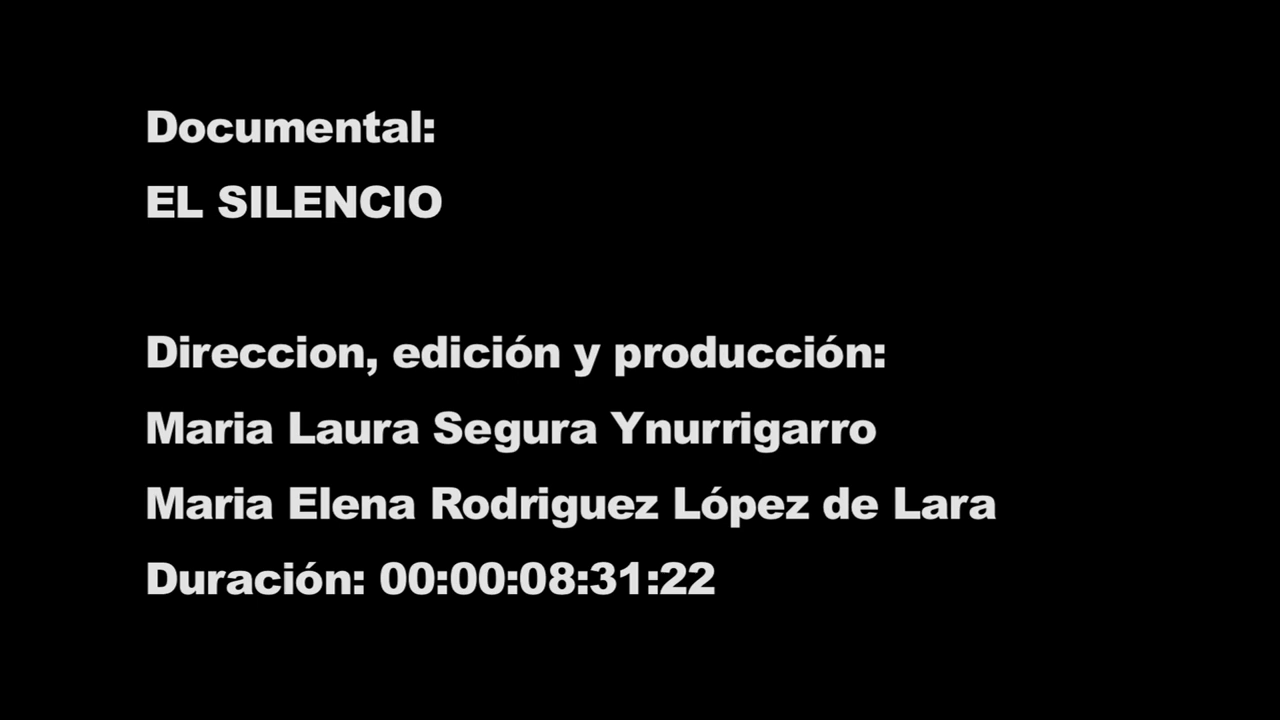 Documental:
EL SILENCIO
Direccion, edición y producción:
Maria Laura Segura Ynurrigarro
Maria Elena Rodriguez López de Lara
Duración: 00:00:08:31:22